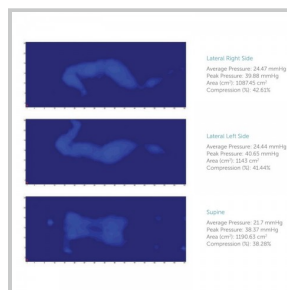 Lateral Right Side
Average Pressure: 24.47 mmHg
Peak Pressure: 39.88 mmHg
Area (cm²): 1087.45 cm²
Compression (%): 42.61%
Lateral Left Side
Average Pressure: 24.44 mmHg
Peak Pressure: 40.65 mmHg
Area (cm²): 1143 cm²
Compression (%): 41.44%
Supine
Average Pressure: 21.7 mmHg
Peak Pressure: 38.37 mmHg
Area (cm²): 1190.63 cm²
Compression (%): 38.28%